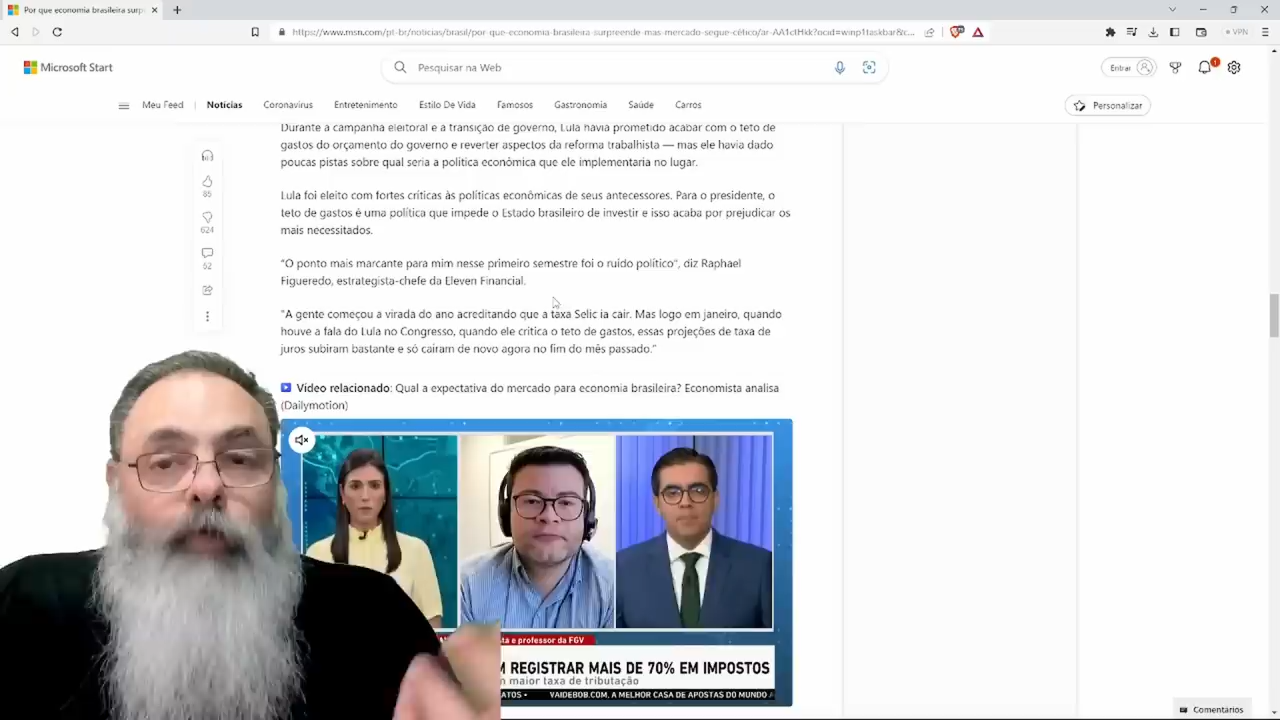 Por que economia brasileira surp
https://www.msn.com/pt-br/noticias/brasil/por-que-economia-brasileira-surpreende-mas-mercado-segue-cético/ar-AA1ctHkk?ocid=winp1taskbar&c...
VPN
Microsoft Start
Pesquisar na Web
Entrar
1
Meu Feed
Notícias
Coronavírus
Entretenimento
Estilo De Vida
Famosos
Gastronomia
Saúde
Carros
Personalizar
Durante a campanha eleitoral e a transição de governo, Lula havia prometido acabar com o teto de
gastos do orçamento do governo e reverter aspectos da reforma trabalhista — mas ele havia dado
poucas pistas sobre qual seria a política econômica que ele implementaria no lugar.
85
Lula foi eleito com fortes críticas às políticas econômicas de seus antecessores. Para o presidente, o
teto de gastos é uma política que impede o Estado brasileiro de investir e isso acaba por prejudicar os
mais necessitados.
624
62
“O ponto mais marcante para mim nesse primeiro semestre foi o ruído político”, diz Raphael
Figueredo, estrategista-chefe da Eleven Financial.
"A gente começou a virada do ano acreditando que a taxa Selic ia cair. Mas logo em janeiro, quando
houve a fala do Lula no Congresso, quando ele critica o teto de gastos, essas projeções de taxa de
juros subiram bastante e só caíram de novo agora no fim do mês passado.”
Vídeo relacionado: Qual a expectativa do mercado para economia brasileira? Economista analisa
(Dailymotion)
sta e professor da FGV
M REGISTRAR MAIS DE 70% EM IMPOSTOS
m maior taxa de tributação
ATOS • VAIDEBOB.COM, A MELHOR CASA DE APOSTAS DO MUNDO
Comentários